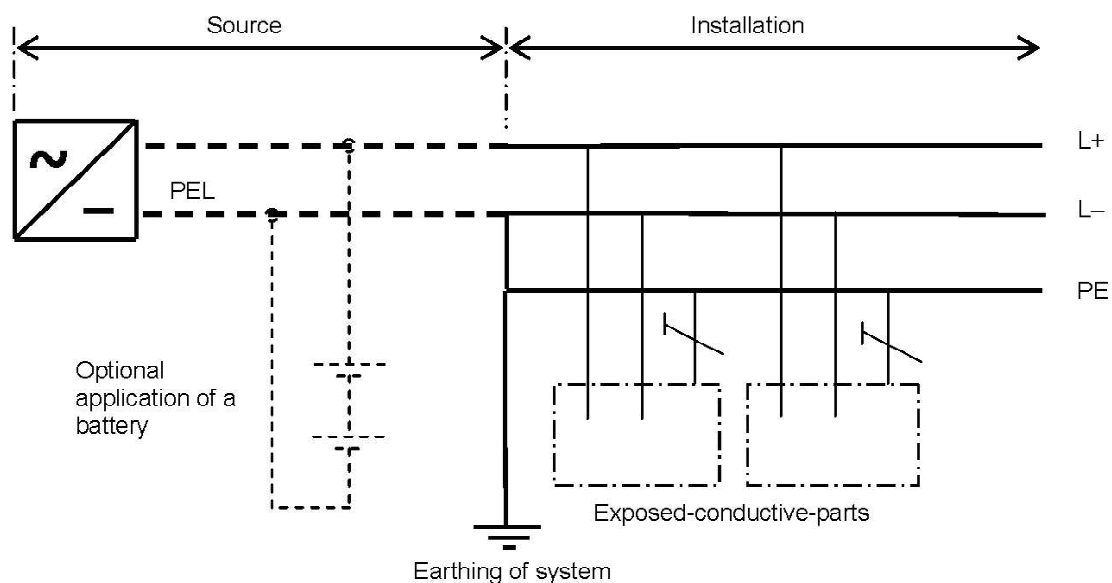 Source
Installation
L+
PEL
L–
PE
Optional
application of a
battery
Exposed-conductive-parts
Earthing of system